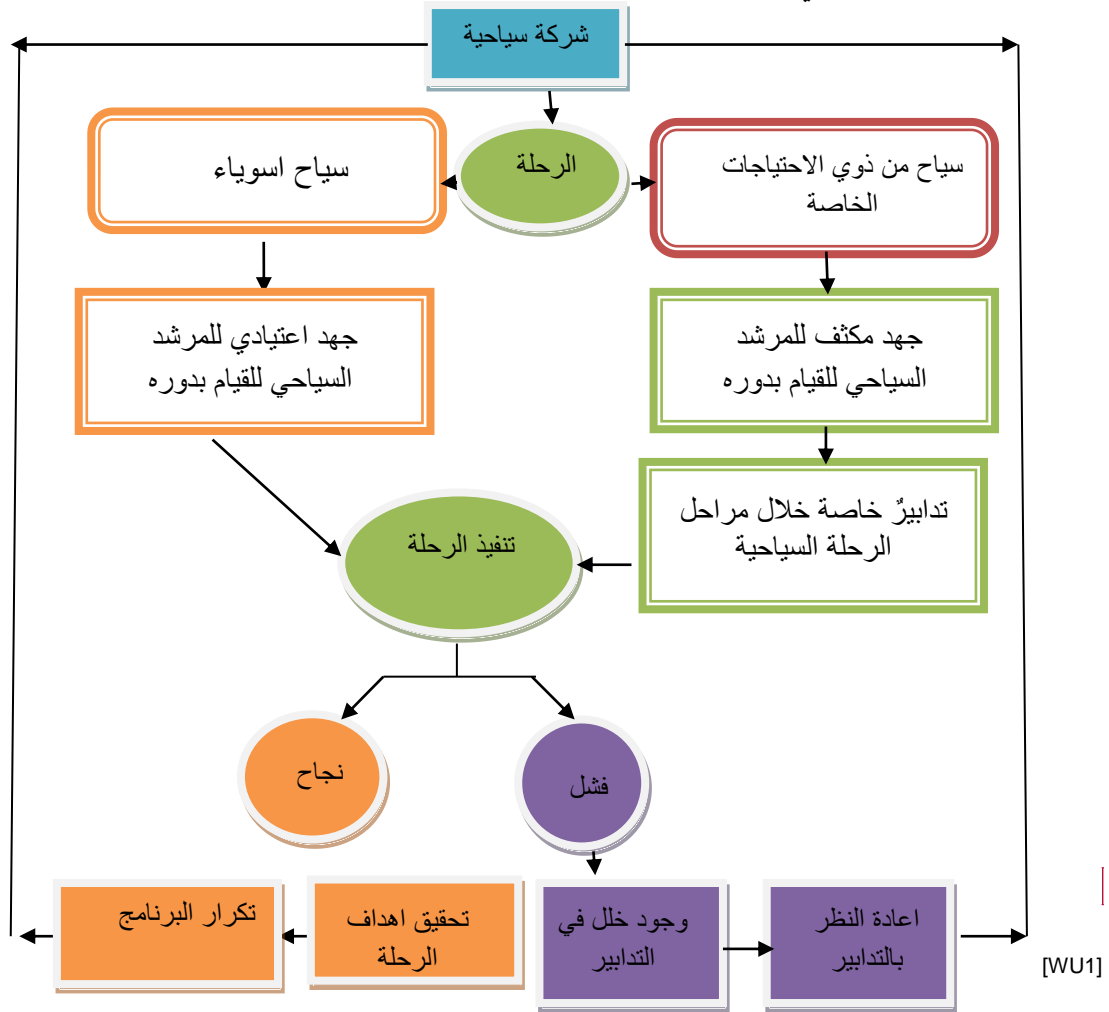 شركة سياحية
الرحلة
سياح من ذوي الاحتياجات
الخاصة
سياح اسوياء
جهد مكثف للمرشد
السياحي للقيام بدوره
جهد اعتيادي للمرشد
السياحي للقيام بدوره
تدابيرٌ خاصة خلال مراحل
الرحلة السياحية
تنفيذ الرحلة
فشل
نجاح
اعادة النظر
بالتدابير
وجود خلل في
التدابير
تحقيق اهداف
الرحلة
تكرار البرنامج
[WU1]